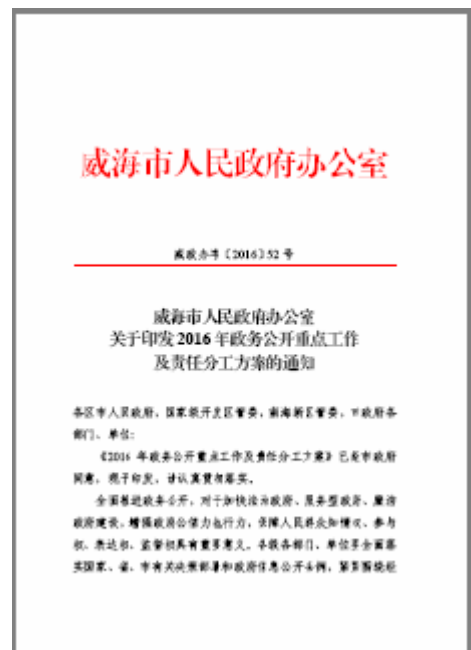 威海市人民政府办公室
威政办字〔2016〕52 号
威海市人民政府办公室
关于印发 2016 年政务公开重点工作
及责任分工方案的通知
各区市人民政府，国家级开发区管委，南海新区管委，市政府各
部门、单位：
《2016 年政务公开重点工作及责任分工方案》已经市政府
同意，现予印发，请认真贯彻落实。
全面推进政务公开，对于加快法治政府、服务型政府、廉洁
政府建设，增强政府公信力执行力，保障人民群众知情权、参与
权、表达权、监督权具有重要意义。各级各部门、单位要全面落
实国家、省、市有关决策部署和政府信息公开条例，紧紧围绕经